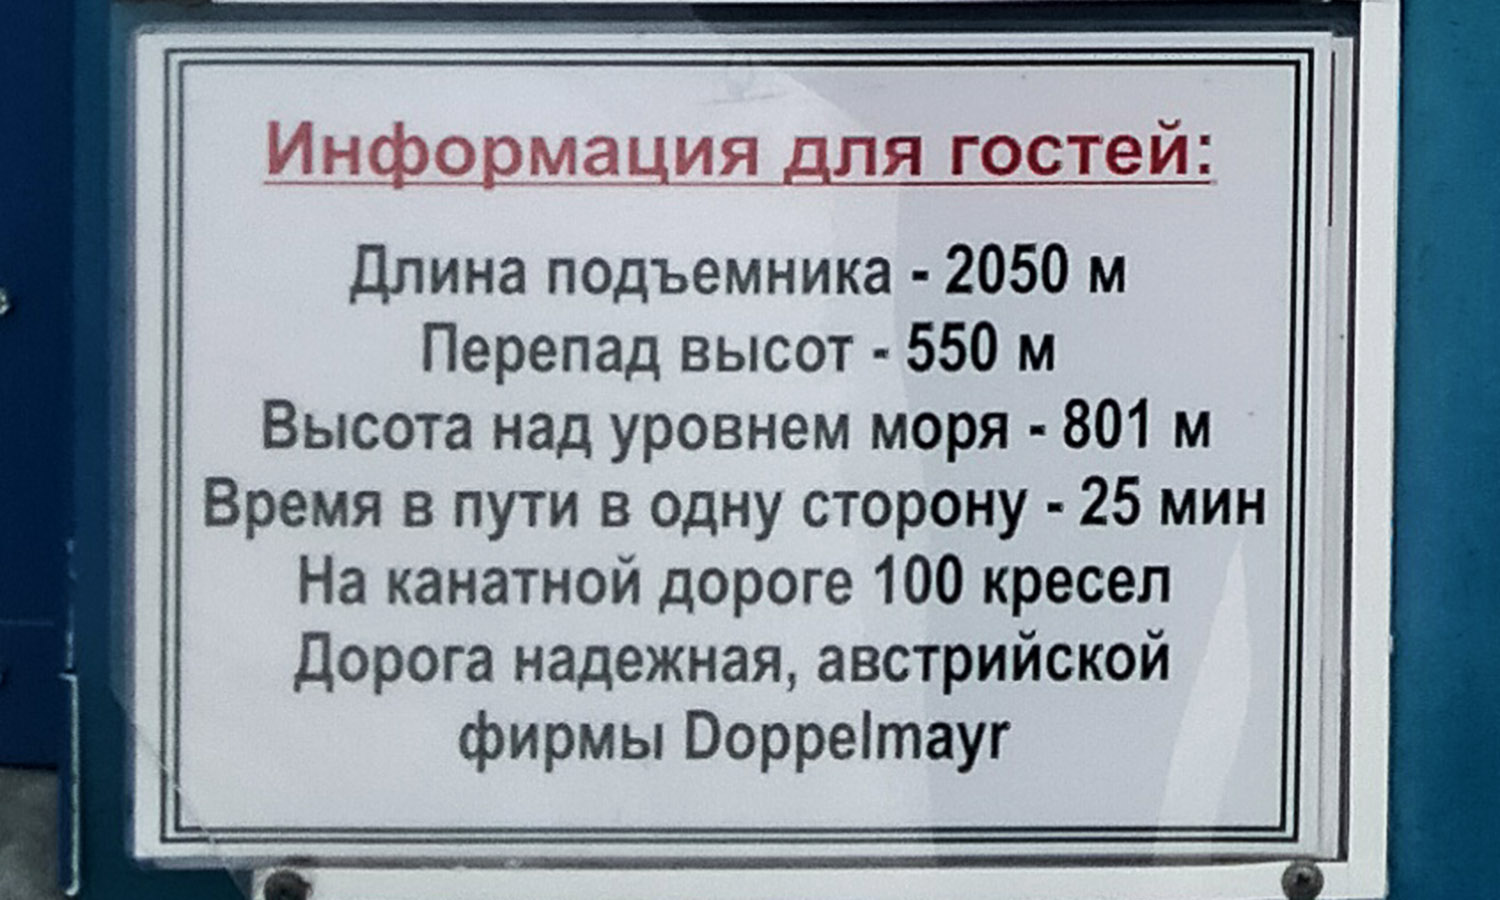 Информация для гостей:
Длина подъемника - 2050 м
Перепад высот - 550 м
Высота над уровнем моря - 801 м
Время в пути в одну сторону - 25 мин
На канатной дороге 100 кресел
Дорога надежная, австрийской
фирмы Doppelmayr